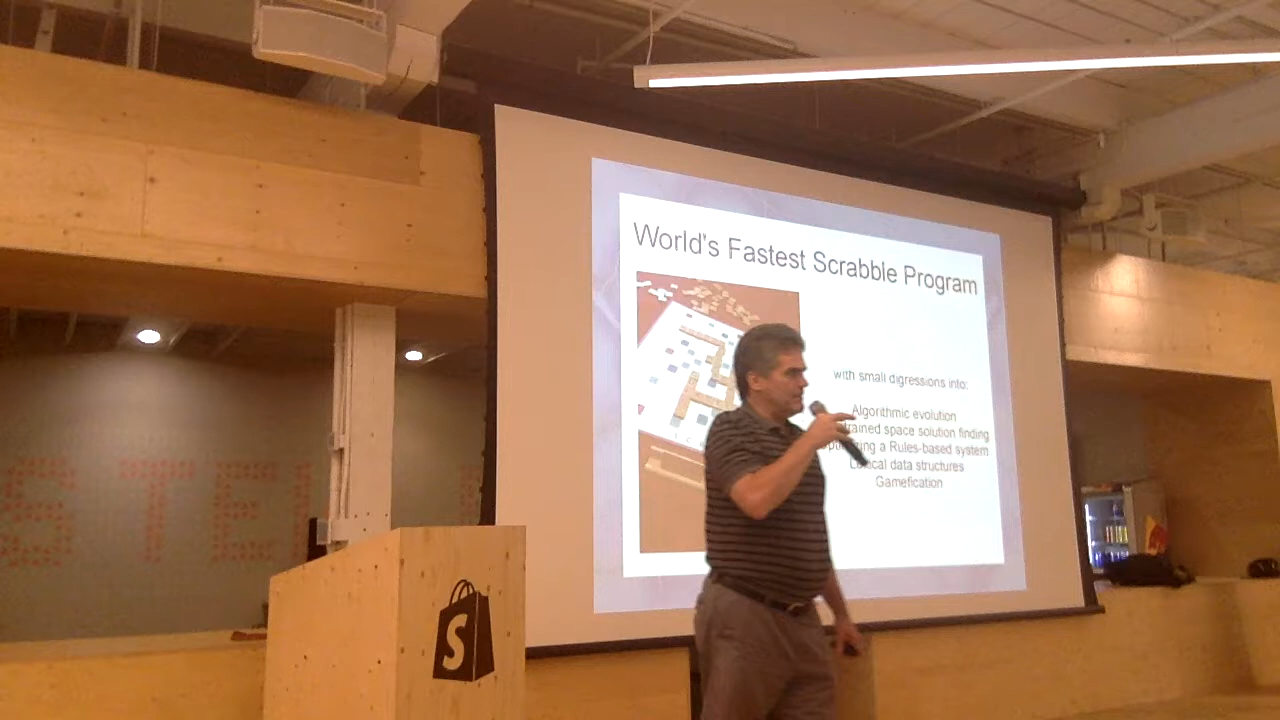 World's Fastest Scrabble Program
with small digressions into:
Algorithmic evolution
space solution finding
a Rules-based system
data structures
Gamefication
STE
S